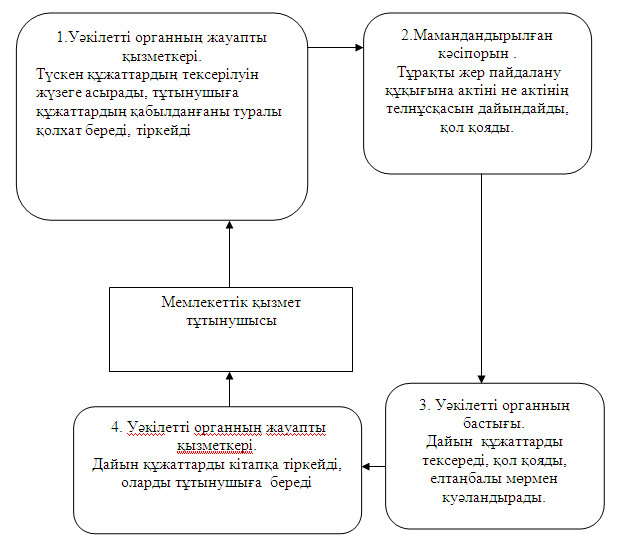 1.Уәкілетті органның жауапты
қызметкері.
Түскен құжаттардың тексерілуін
жүзеге асырады, тұтынушыға
құжаттардың қабылданғаны туралы
қолхат береді, тіркейді
2.Мамандандырылған
кәсіпорын .
Тұрақты жер пайдалану
құқығына актіні не актінің
телнұсқасын дайындайды,
қол қояды.
Мемлекеттік қызмет
тұтынушысы
3. Уәкілетті органның
бастығы.
Дайын құжаттарды
тексереді, қол қояды,
елтаңбалы мөрмен
куәландырады.
4. Уәкілетті органның жауапты
қызметкері.
Дайын құжаттарды кітапқа тіркейді,
оларды тұтынушыға береді